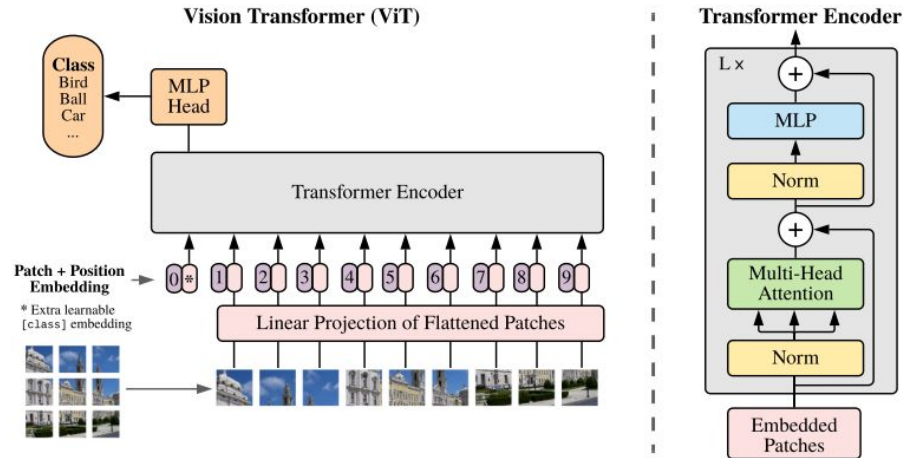 Vision Transformer (ViT)
Class
Bird
Ball
Car
...
MLP
Head
Transformer Encoder
Patch + Position
Embedding
0 * 1 2 3 4 5 6 7 8 9
* Extra learnable
[class] embedding
Linear Projection of Flattened Patches
Transformer Encoder
L ×
+
MLP
Norm
+
Multi-Head
Attention
Norm
Embedded
Patches